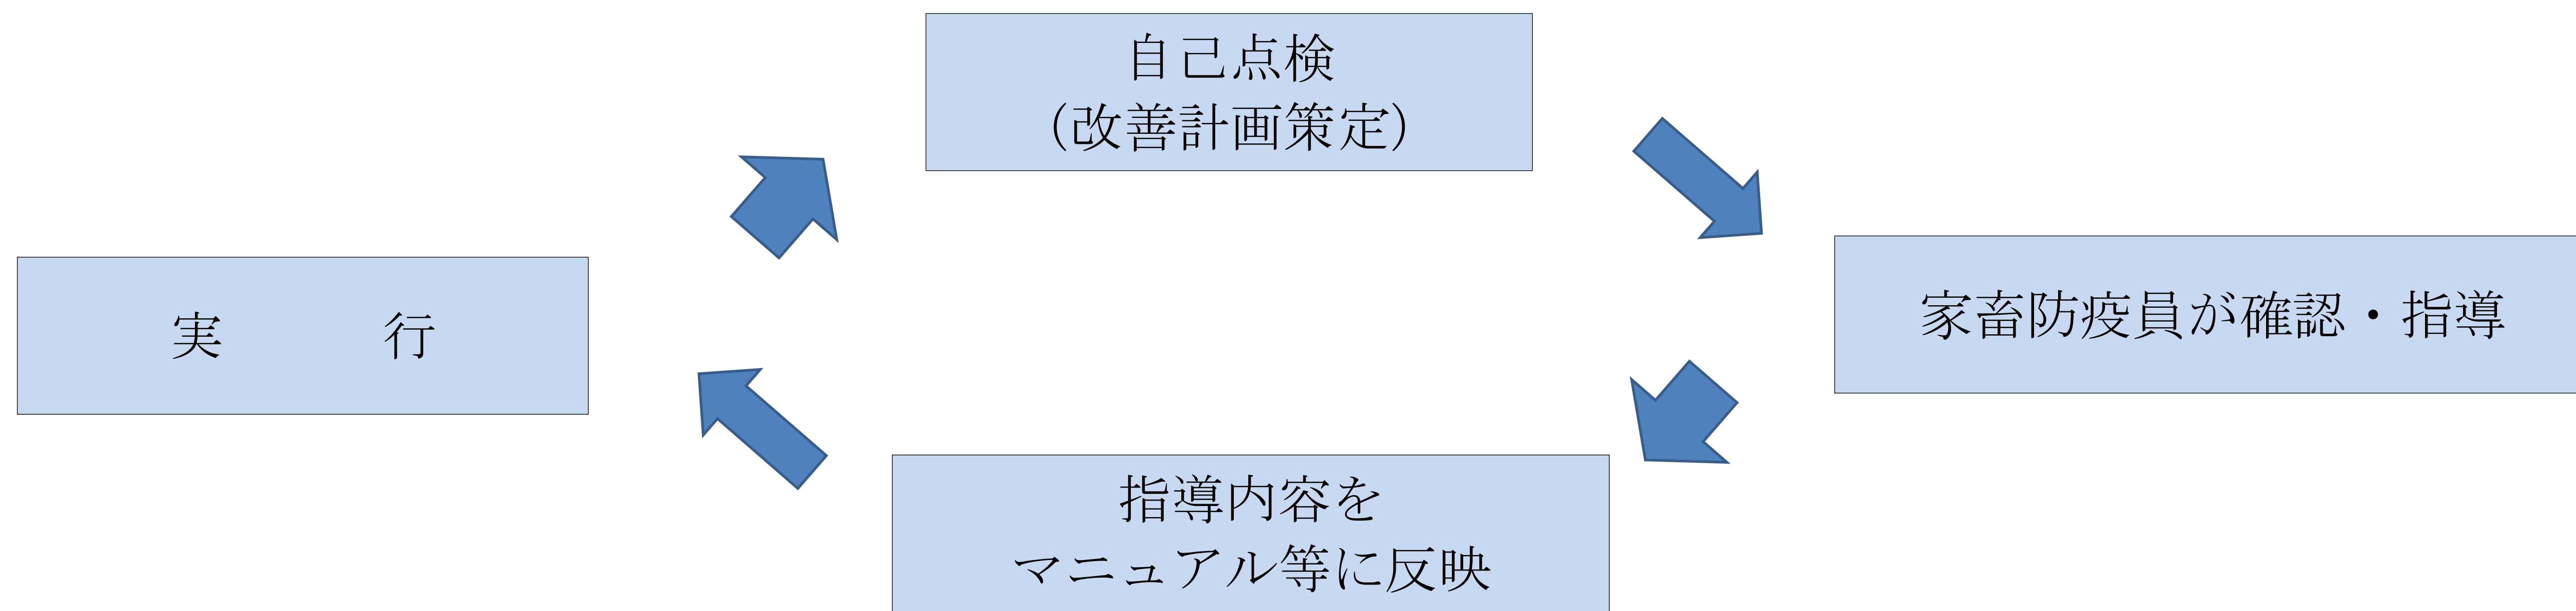 自己点検
(改善計画策定)
家畜防疫員が確認・指導
実　　　行
指導内容を
マニュアル等に反映